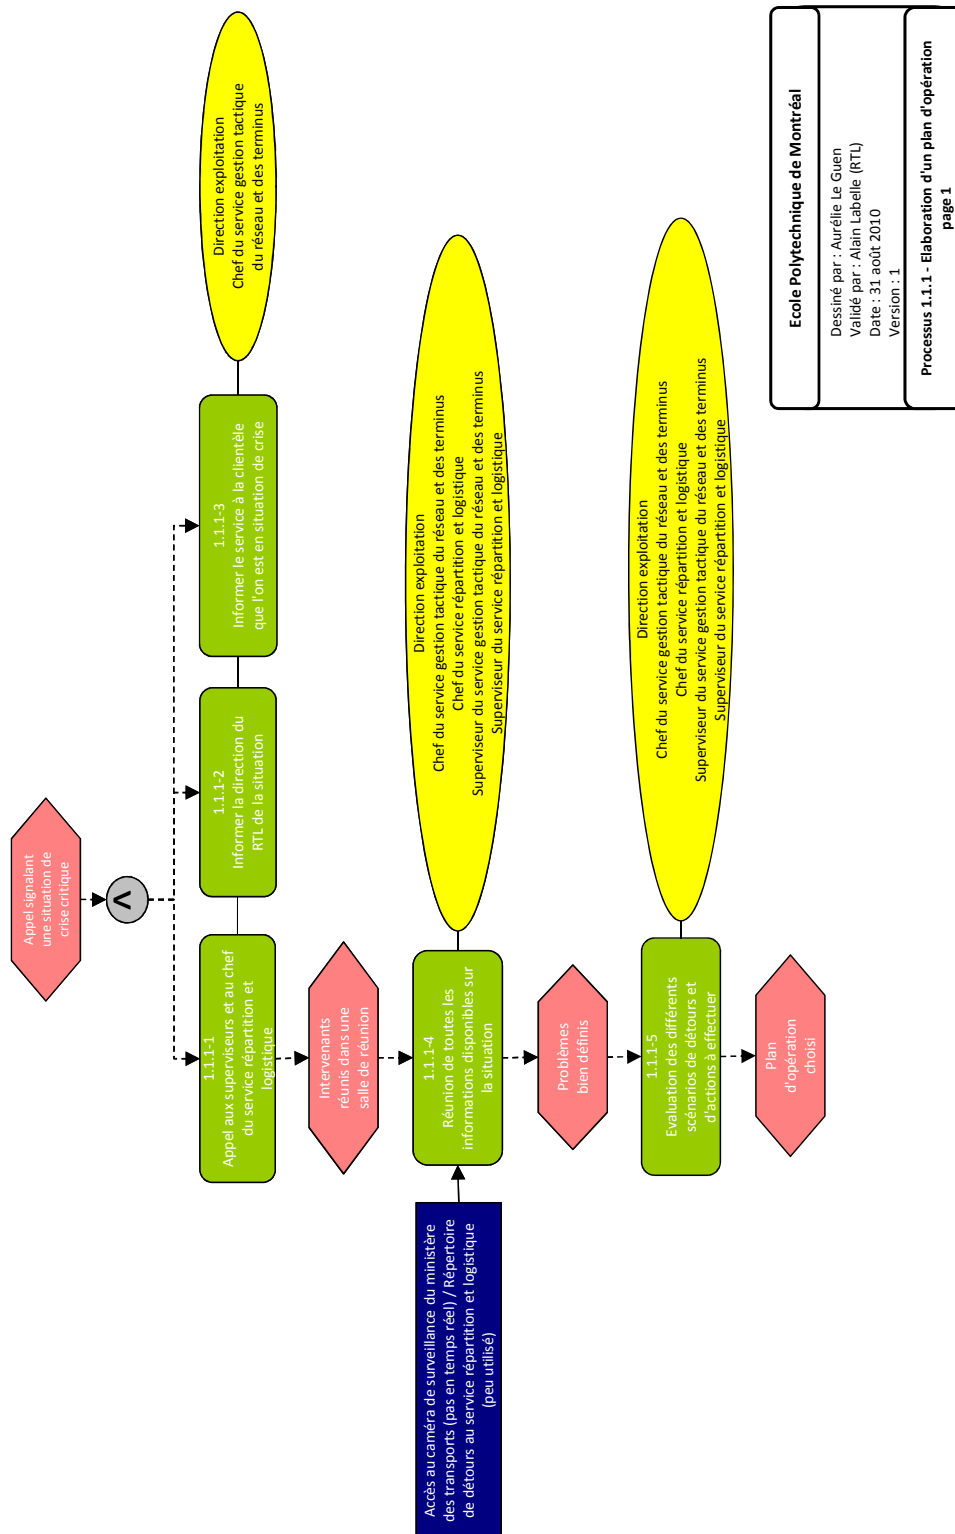 Appel signalant
une situation de
crise critique
V
1.1.1-1
Appel aux superviseurs et au chef
du service répartition et
logistique
1.1.1-2
Informer la direction du
RTL de la situation
1.1.1-3
Informer le service à la clientèle
que l'on est en situation de crise
Direction exploitation
Chef du service gestion tactique
du réseau et des terminus
Intervenants
réunis dans une
salle de réunion
Accès au caméra de surveillance du ministère
des transports (pas en temps réel) / Répertoire
de détours au service répartition et logistique
(peu utilisé)
1.1.1-4
Réunion de toutes les
informations disponibles sur
la situation
Direction exploitation
Chef du service gestion tactique du réseau et des terminus
Chef du service répartition et logistique
Superviseur du service gestion tactique du réseau et des terminus
Superviseur du service répartition et logistique
Problèmes
bien définis
1.1.1-5
Evaluation des différents
scénarios de détours et
d'actions à effectuer
Direction exploitation
Chef du service gestion tactique du réseau et des terminus
Chef du service répartition et logistique
Superviseur du service gestion tactique du réseau et des terminus
Superviseur du service répartition et logistique
Plan
d'opération
choisi
Ecole Polytechnique de Montréal
Dessiné par : Aurélie Le Guen
Validé par : Alain Labelle (RTL)
Date : 31 août 2010
Version : 1
Processus 1.1.1 - Elaboration d'un plan d'opération
page 1